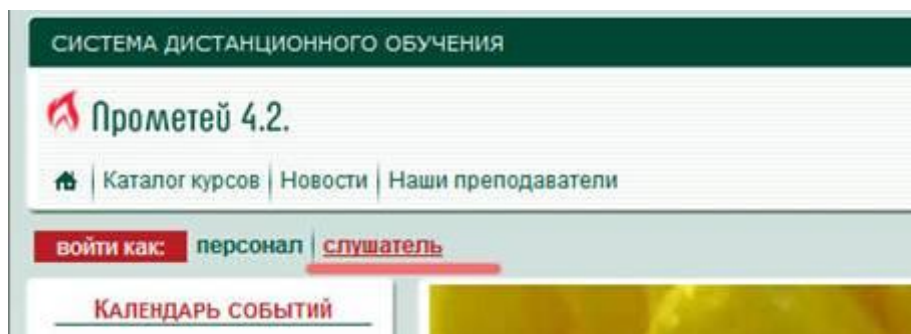 СИСТЕМА ДИСТАНЦИОННОГО ОБУЧЕНИЯ
Прометей 4.2.
Каталог курсов | Новости | Наши преподаватели
войти как: персонал | слушатель
КАЛЕНДАРЬ СОБЫТИЙ